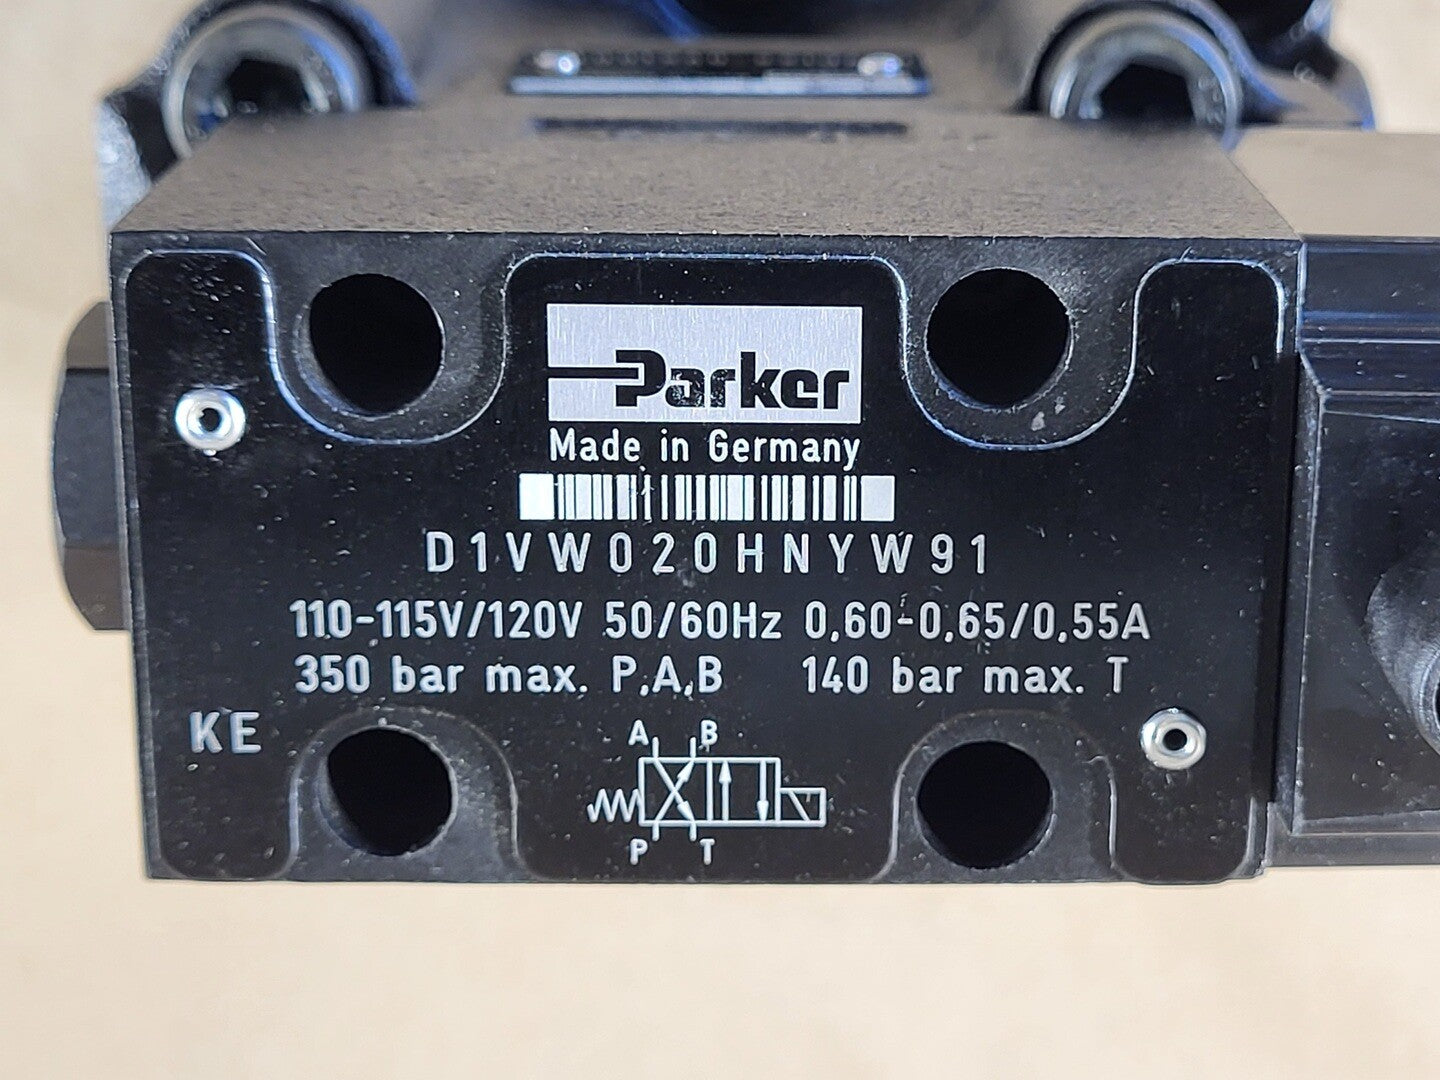 Parker
Made in Germany
D1VW020HNYW91
110-115V/120V 50/60Hz 0,60-0,65/0,55A
350 bar max. P,A,B 140 bar max. T
KE
A B
P T